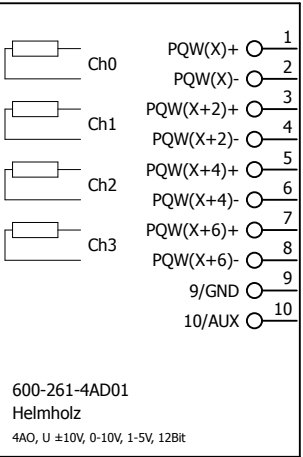 PQW(X)+ 1
Ch0
PQW(X)- 2
PQW(X+2)+ 3
Ch1
PQW(X+2)- 4
PQW(X+4)+ 5
Ch2
PQW(X+4)- 6
PQW(X+6)+ 7
Ch3
PQW(X+6)- 8
9/GND 9
10/AUX 10
600-261-4AD01
Helmholz
4AO, U ±10V, 0-10V, 1-5V, 12Bit